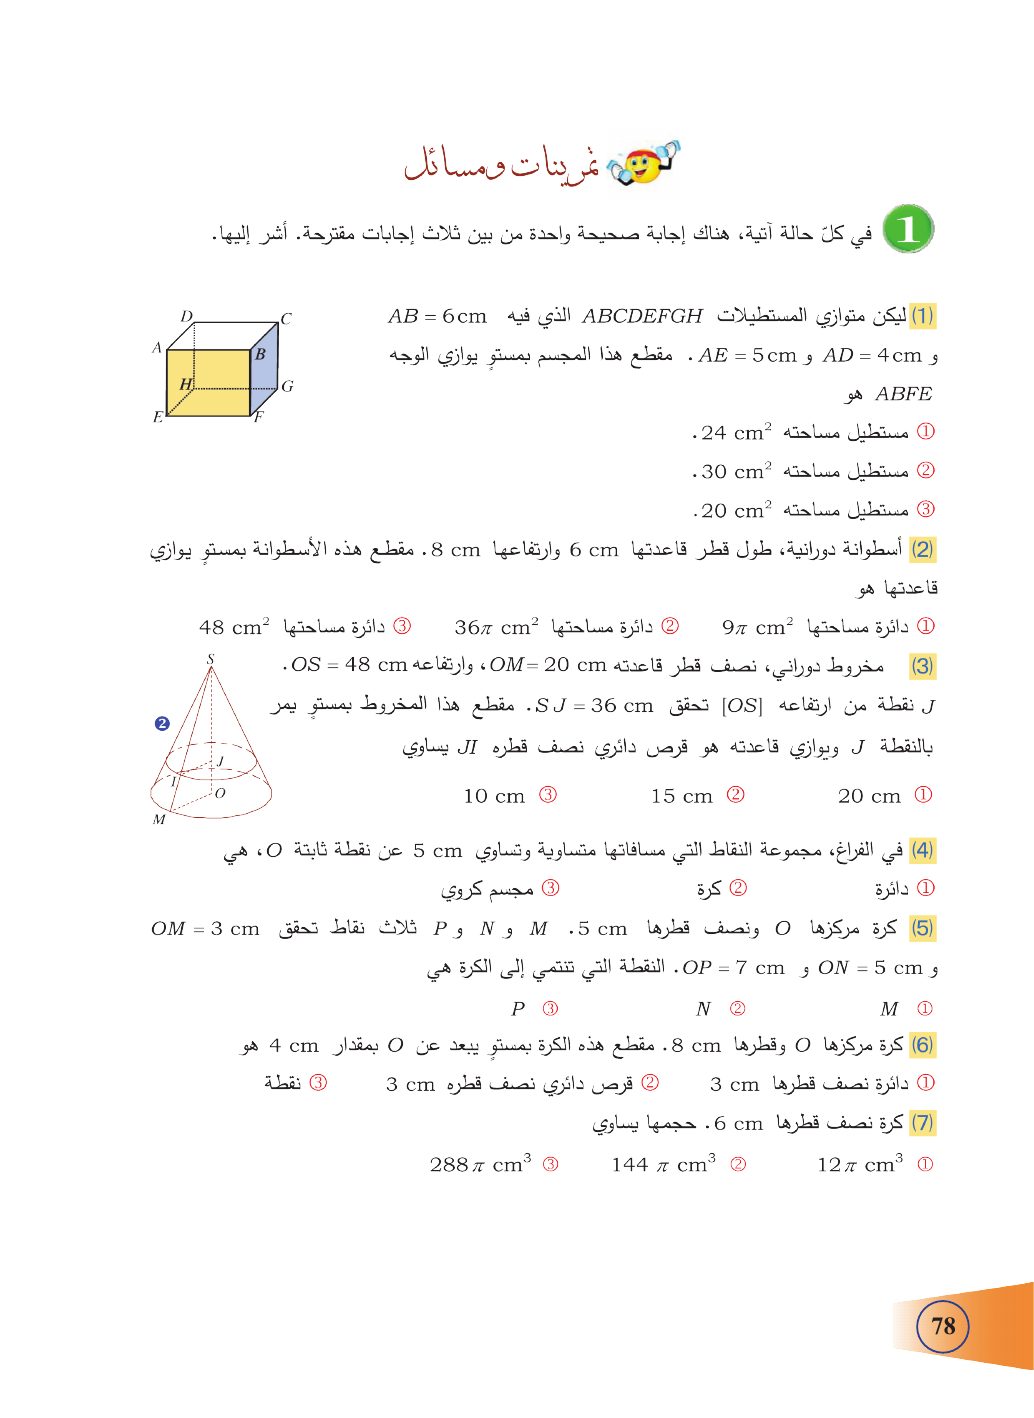 تمرينات ومسائل
1 في كلّ حالة آتية، هناك إجابة صحيحة واحدة من بين ثلاث إجابات مقترحة. أشر إليها.
(1) ليكن متوازي المستطيلات ABCDEFGH الذي فيه AB = 6 cm
و AD = 4 cm و AE = 5 cm . مقطع هذا المجسم بمستوٍ يوازي الوجه
ABFE هو
① مستطيل مساحته 24 cm².
② مستطيل مساحته 30 cm².
③ مستطيل مساحته 20 cm².
D C
A B
H G
E F
(2) أسطوانة دورانية، طول قطر قاعدتها 6 cm وارتفاعها 8 cm. مقطع هذه الأسطوانة بمستوٍ يوازي
قاعدتها هو
① دائرة مساحتها 9π cm² ② دائرة مساحتها 36π cm² ③ دائرة مساحتها 48 cm²
(3) مخروط دوراني، نصف قطر قاعدته OM = 20 cm، وارتفاعه OS = 48 cm.
J نقطة من ارتفاعه [OS] تحقق SJ = 36 cm. مقطع هذا المخروط بمستوٍ يمر
بالنقطة J ويوازي قاعدته هو قرص دائري نصف قطره JI يساوي
① 20 cm ② 15 cm ③ 10 cm
S
❷
J
I
O
M
(4) في الفراغ، مجموعة النقاط التي مسافاتها متساوية وتساوي 5 cm عن نقطة ثابتة O، هي
① دائرة ② كرة ③ مجسم كروي
(5) كرة مركزها O ونصف قطرها 5 cm. M و N و P ثلاث نقاط تحقق OM = 3 cm
و ON = 5 cm و OP = 7 cm. النقطة التي تنتمي إلى الكرة هي
① M ② N ③ P
(6) كرة مركزها O وقطرها 8 cm. مقطع هذه الكرة بمستوٍ يبعد عن O بمقدار 4 cm هو
① دائرة نصف قطرها 3 cm ② قرص دائري نصف قطره 3 cm ③ نقطة
(7) كرة نصف قطرها 6 cm. حجمها يساوي
① 12π cm³ ② 144 π cm³ ③ 288π cm³
78